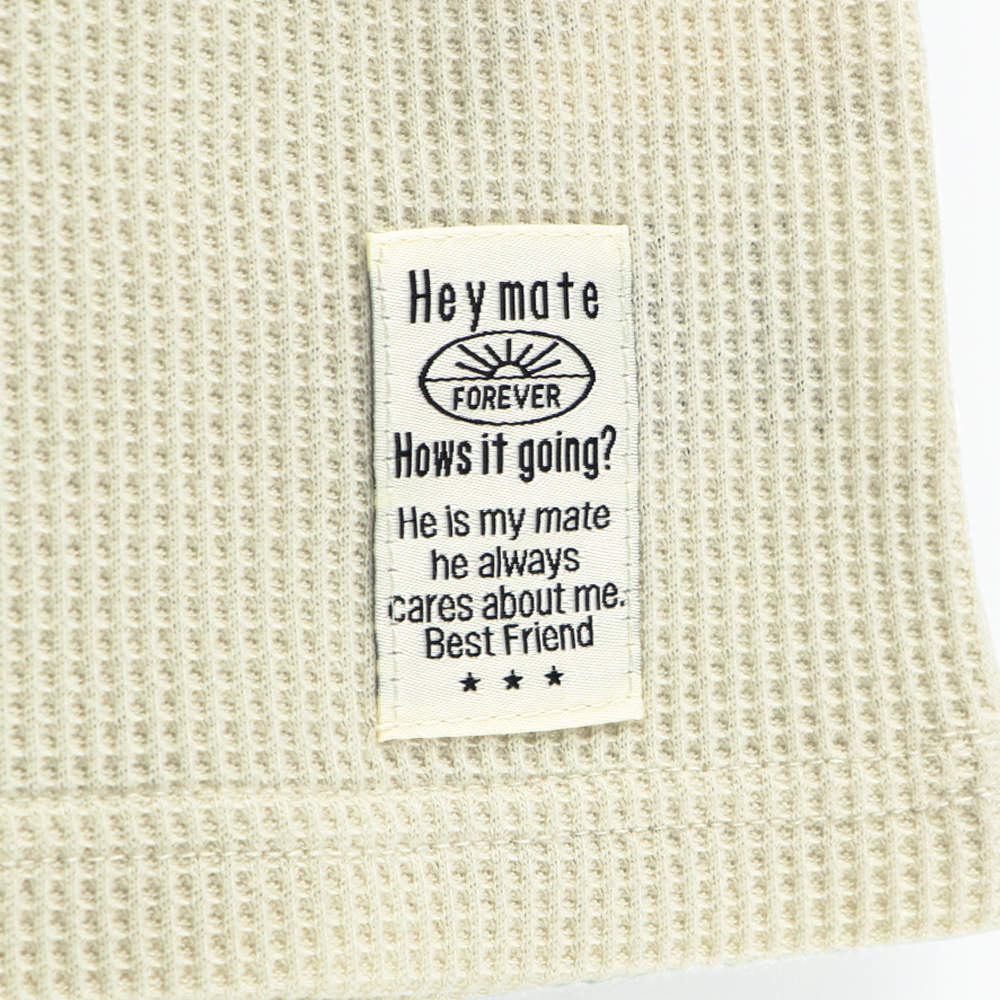 Hey mate
FOREVER
Hows it going?
He is my mate
he always
cares about me.
Best Friend